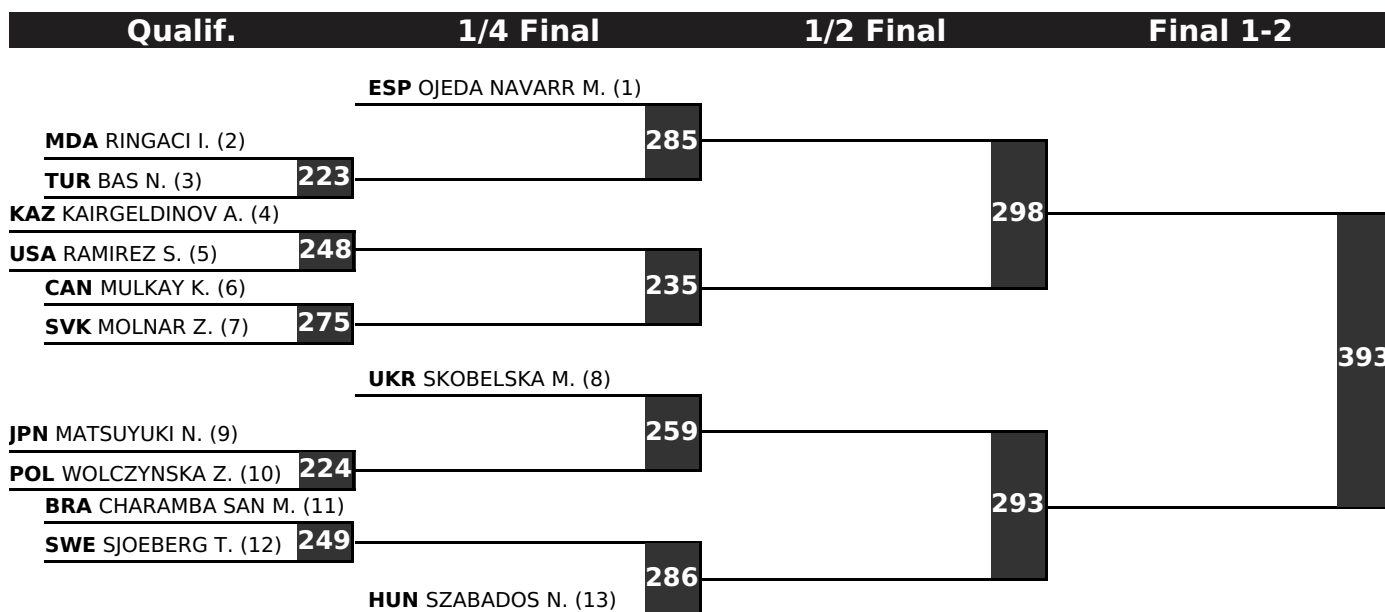 Qualif. 1/4 Final 1/2 Final Final 1-2
ESP OJEDA NAVARR M. (1)
MDA RINGACI I. (2)
285
TUR BAS N. (3) 223
KAZ KAIRGELDINOV A. (4)
298
USA RAMIREZ S. (5) 248
CAN MULKAY K. (6)
235
SVK MOLNAR Z. (7) 275
393
UKR SKOBELSKA M. (8)
JPN MATSUYUKI N. (9)
259
POL WOLCZYNSKA Z. (10) 224
BRA CHARAMBA SAN M. (11)
293
SWE SJOEBERG T. (12) 249
286
HUN SZABADOS N. (13)